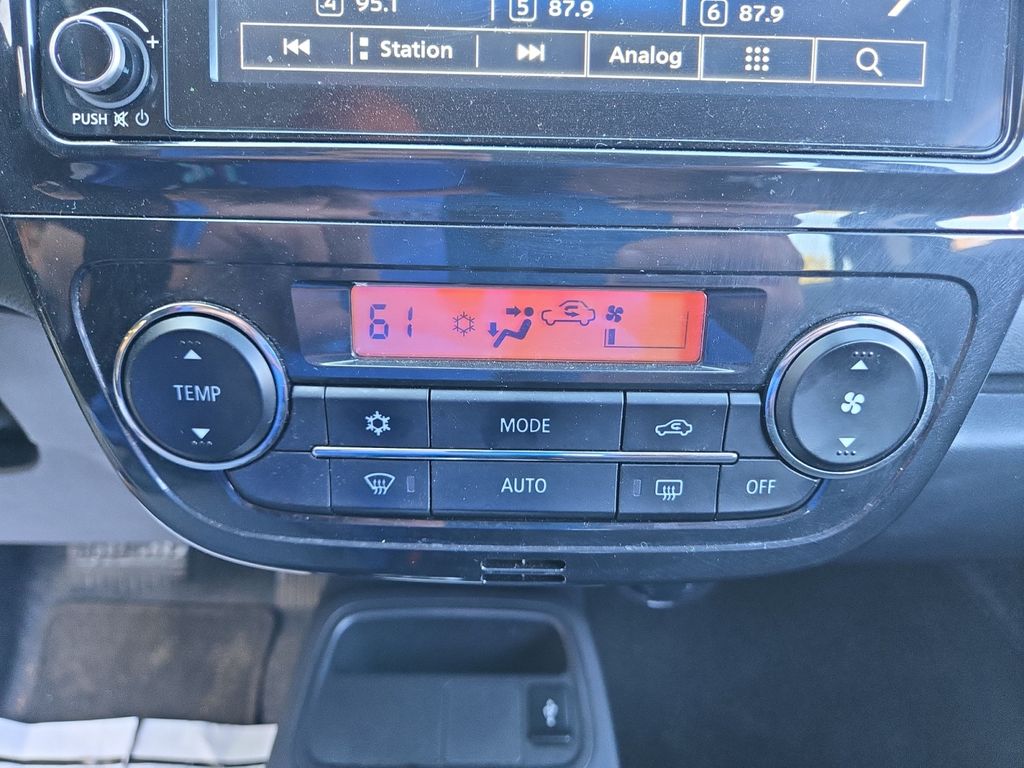 4 95.1 5 87.9 6 87.9
Station Analog
PUSH
61
TEMP
MODE
AUTO
OFF